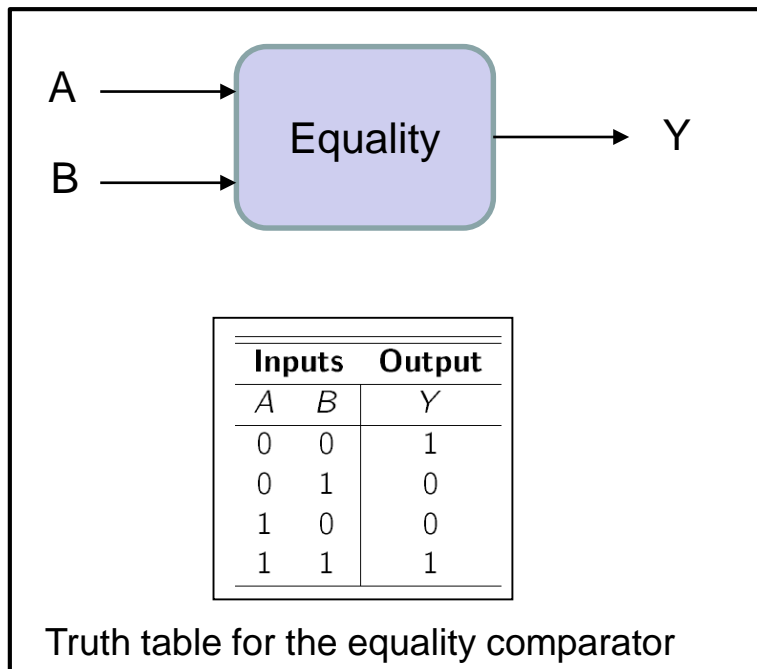 A
B
Equality
Y
Inputs Output
A B Y
0 0 1
0 1 0
1 0 0
1 1 1
Truth table for the equality comparator